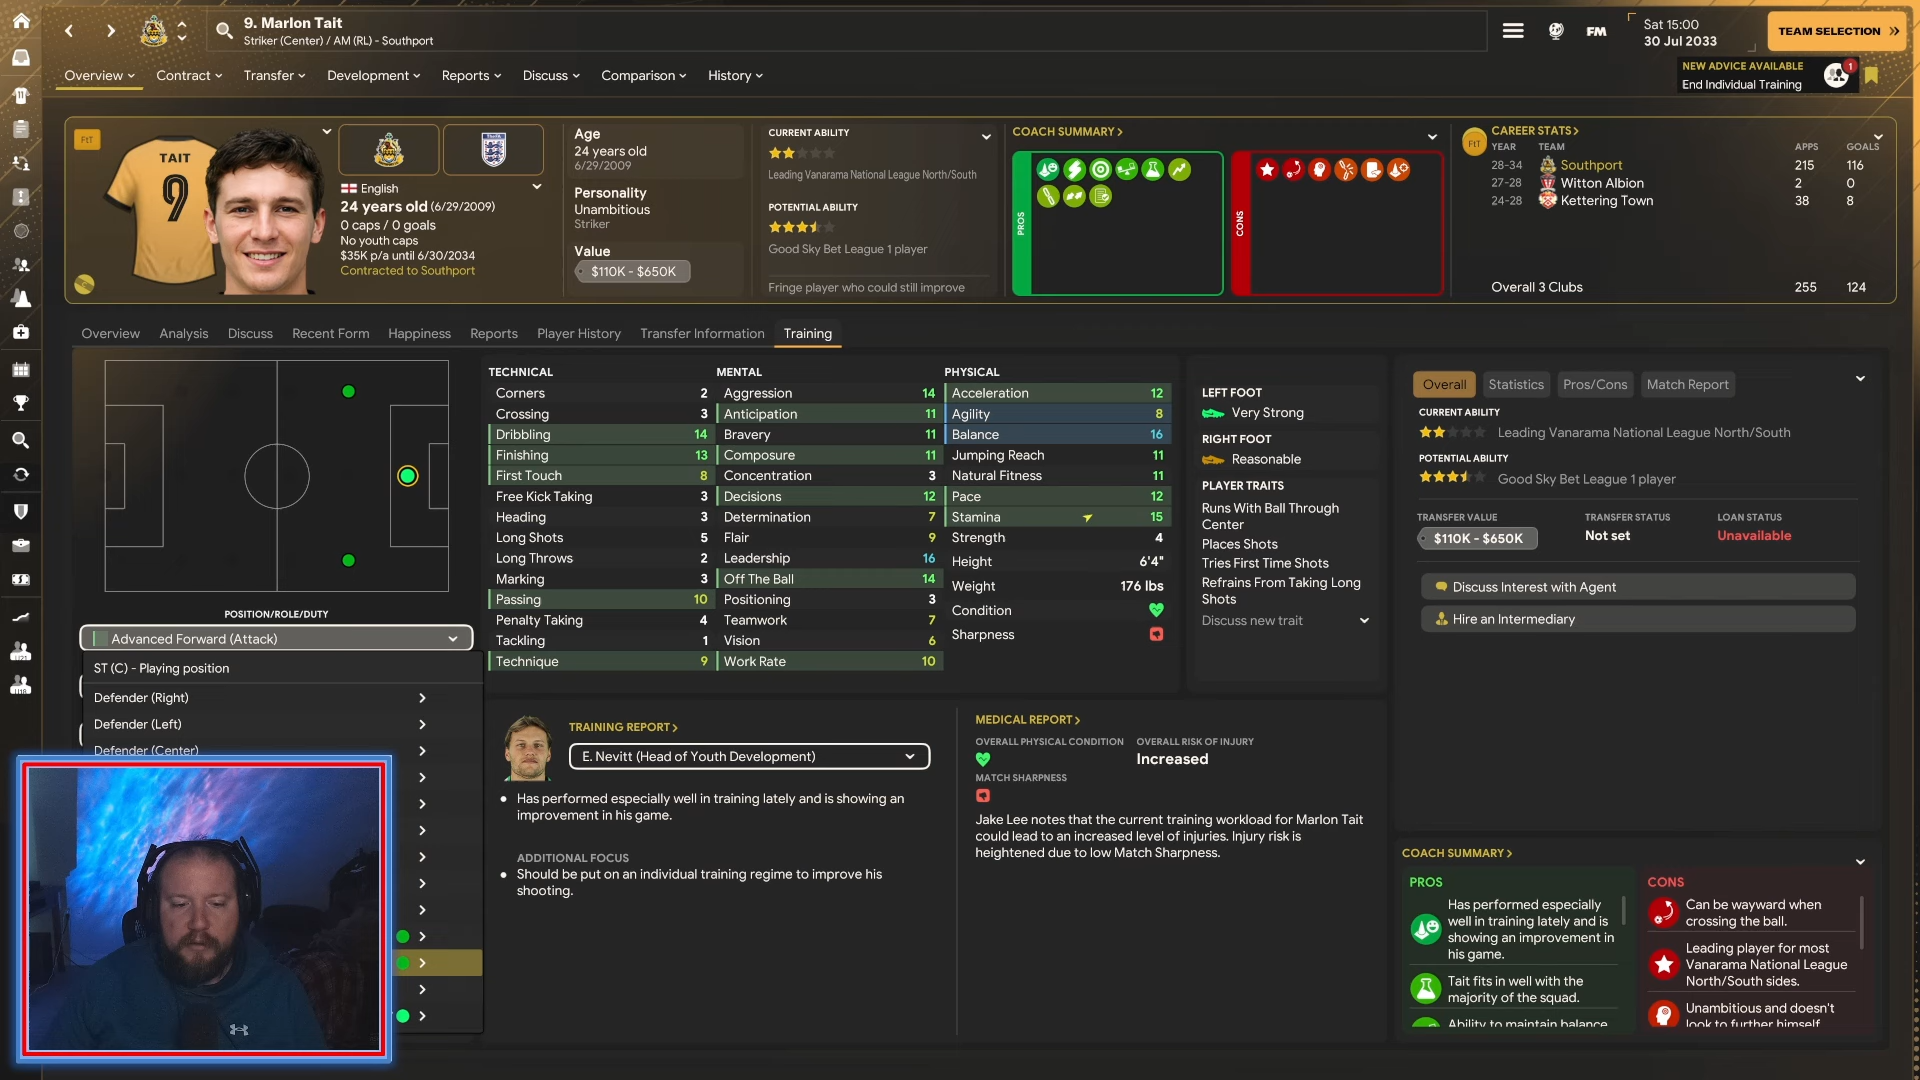 9. Marlon Tait
Striker (Center) / AM (RL) - Southport
FM
Sat 15:00
30 Jul 2033
TEAM SELECTION
Overview
Contract
Transfer
Development
Reports
Discuss
Comparison
History
NEW ADVICE AVAILABLE
End Individual Training
1
FtT
TAIT
9
English
24 years old (6/29/2009)
0 caps / 0 goals
No youth caps
$35K p/a until 6/30/2034
Contracted to Southport
Age
24 years old
6/29/2009
Personality
Unambitious
Striker
Value
$110K - $650K
CURRENT ABILITY
Leading Vanarama National League North/South
POTENTIAL ABILITY
Good Sky Bet League 1 player
Fringe player who could still improve
COACH SUMMARY
PROS
CONS
FtT
CAREER STATS
YEAR TEAM APPS GOALS
28-34 Southport 215 116
27-28 Witton Albion 2 0
24-28 Kettering Town 38 8
Overall 3 Clubs 255 124
Overview
Analysis
Discuss
Recent Form
Happiness
Reports
Player History
Transfer Information
Training
POSITION/ROLE/DUTY
Advanced Forward (Attack)
ST (C) - Playing position
Defender (Right)
Defender (Left)
Defender (Center)
TECHNICAL
Corners 2
Crossing 3
Dribbling 14
Finishing 13
First Touch 8
Free Kick Taking 3
Heading 3
Long Shots 5
Long Throws 2
Marking 3
Passing 10
Penalty Taking 4
Tackling 1
Technique 9
MENTAL
Aggression 14
Anticipation 11
Bravery 11
Composure 11
Concentration 3
Decisions 12
Determination 7
Flair 9
Leadership 16
Off The Ball 14
Positioning 3
Teamwork 7
Vision 6
Work Rate 10
PHYSICAL
Acceleration 12
Agility 8
Balance 16
Jumping Reach 11
Natural Fitness 11
Pace 12
Stamina 15
Strength 4
Height 6'4"
Weight 176 lbs
Condition
Sharpness
LEFT FOOT
Very Strong
RIGHT FOOT
Reasonable
PLAYER TRAITS
Runs With Ball Through
Center
Places Shots
Tries First Time Shots
Refrains From Taking Long
Shots
Discuss new trait
Overall
Statistics
Pros/Cons
Match Report
CURRENT ABILITY
Leading Vanarama National League North/South
POTENTIAL ABILITY
Good Sky Bet League 1 player
TRANSFER VALUE
$110K - $650K
TRANSFER STATUS
Not set
LOAN STATUS
Unavailable
Discuss Interest with Agent
Hire an Intermediary
TRAINING REPORT
E. Nevitt (Head of Youth Development)
Has performed especially well in training lately and is showing an
improvement in his game.
ADDITIONAL FOCUS
Should be put on an individual training regime to improve his
shooting.
MEDICAL REPORT
OVERALL PHYSICAL CONDITION
OVERALL RISK OF INJURY
Increased
MATCH SHARPNESS
Jake Lee notes that the current training workload for Marlon Tait
could lead to an increased level of injuries. Injury risk is
heightened due to low Match Sharpness.
COACH SUMMARY
PROS
Has performed especially
well in training lately and is
showing an improvement in
his game.
Tait fits in well with the
majority of the squad.
Ability to maintain balance
CONS
Can be wayward when
crossing the ball.
Leading player for most
Vanarama National League
North/South sides.
Unambitious and doesn't
look to further himself